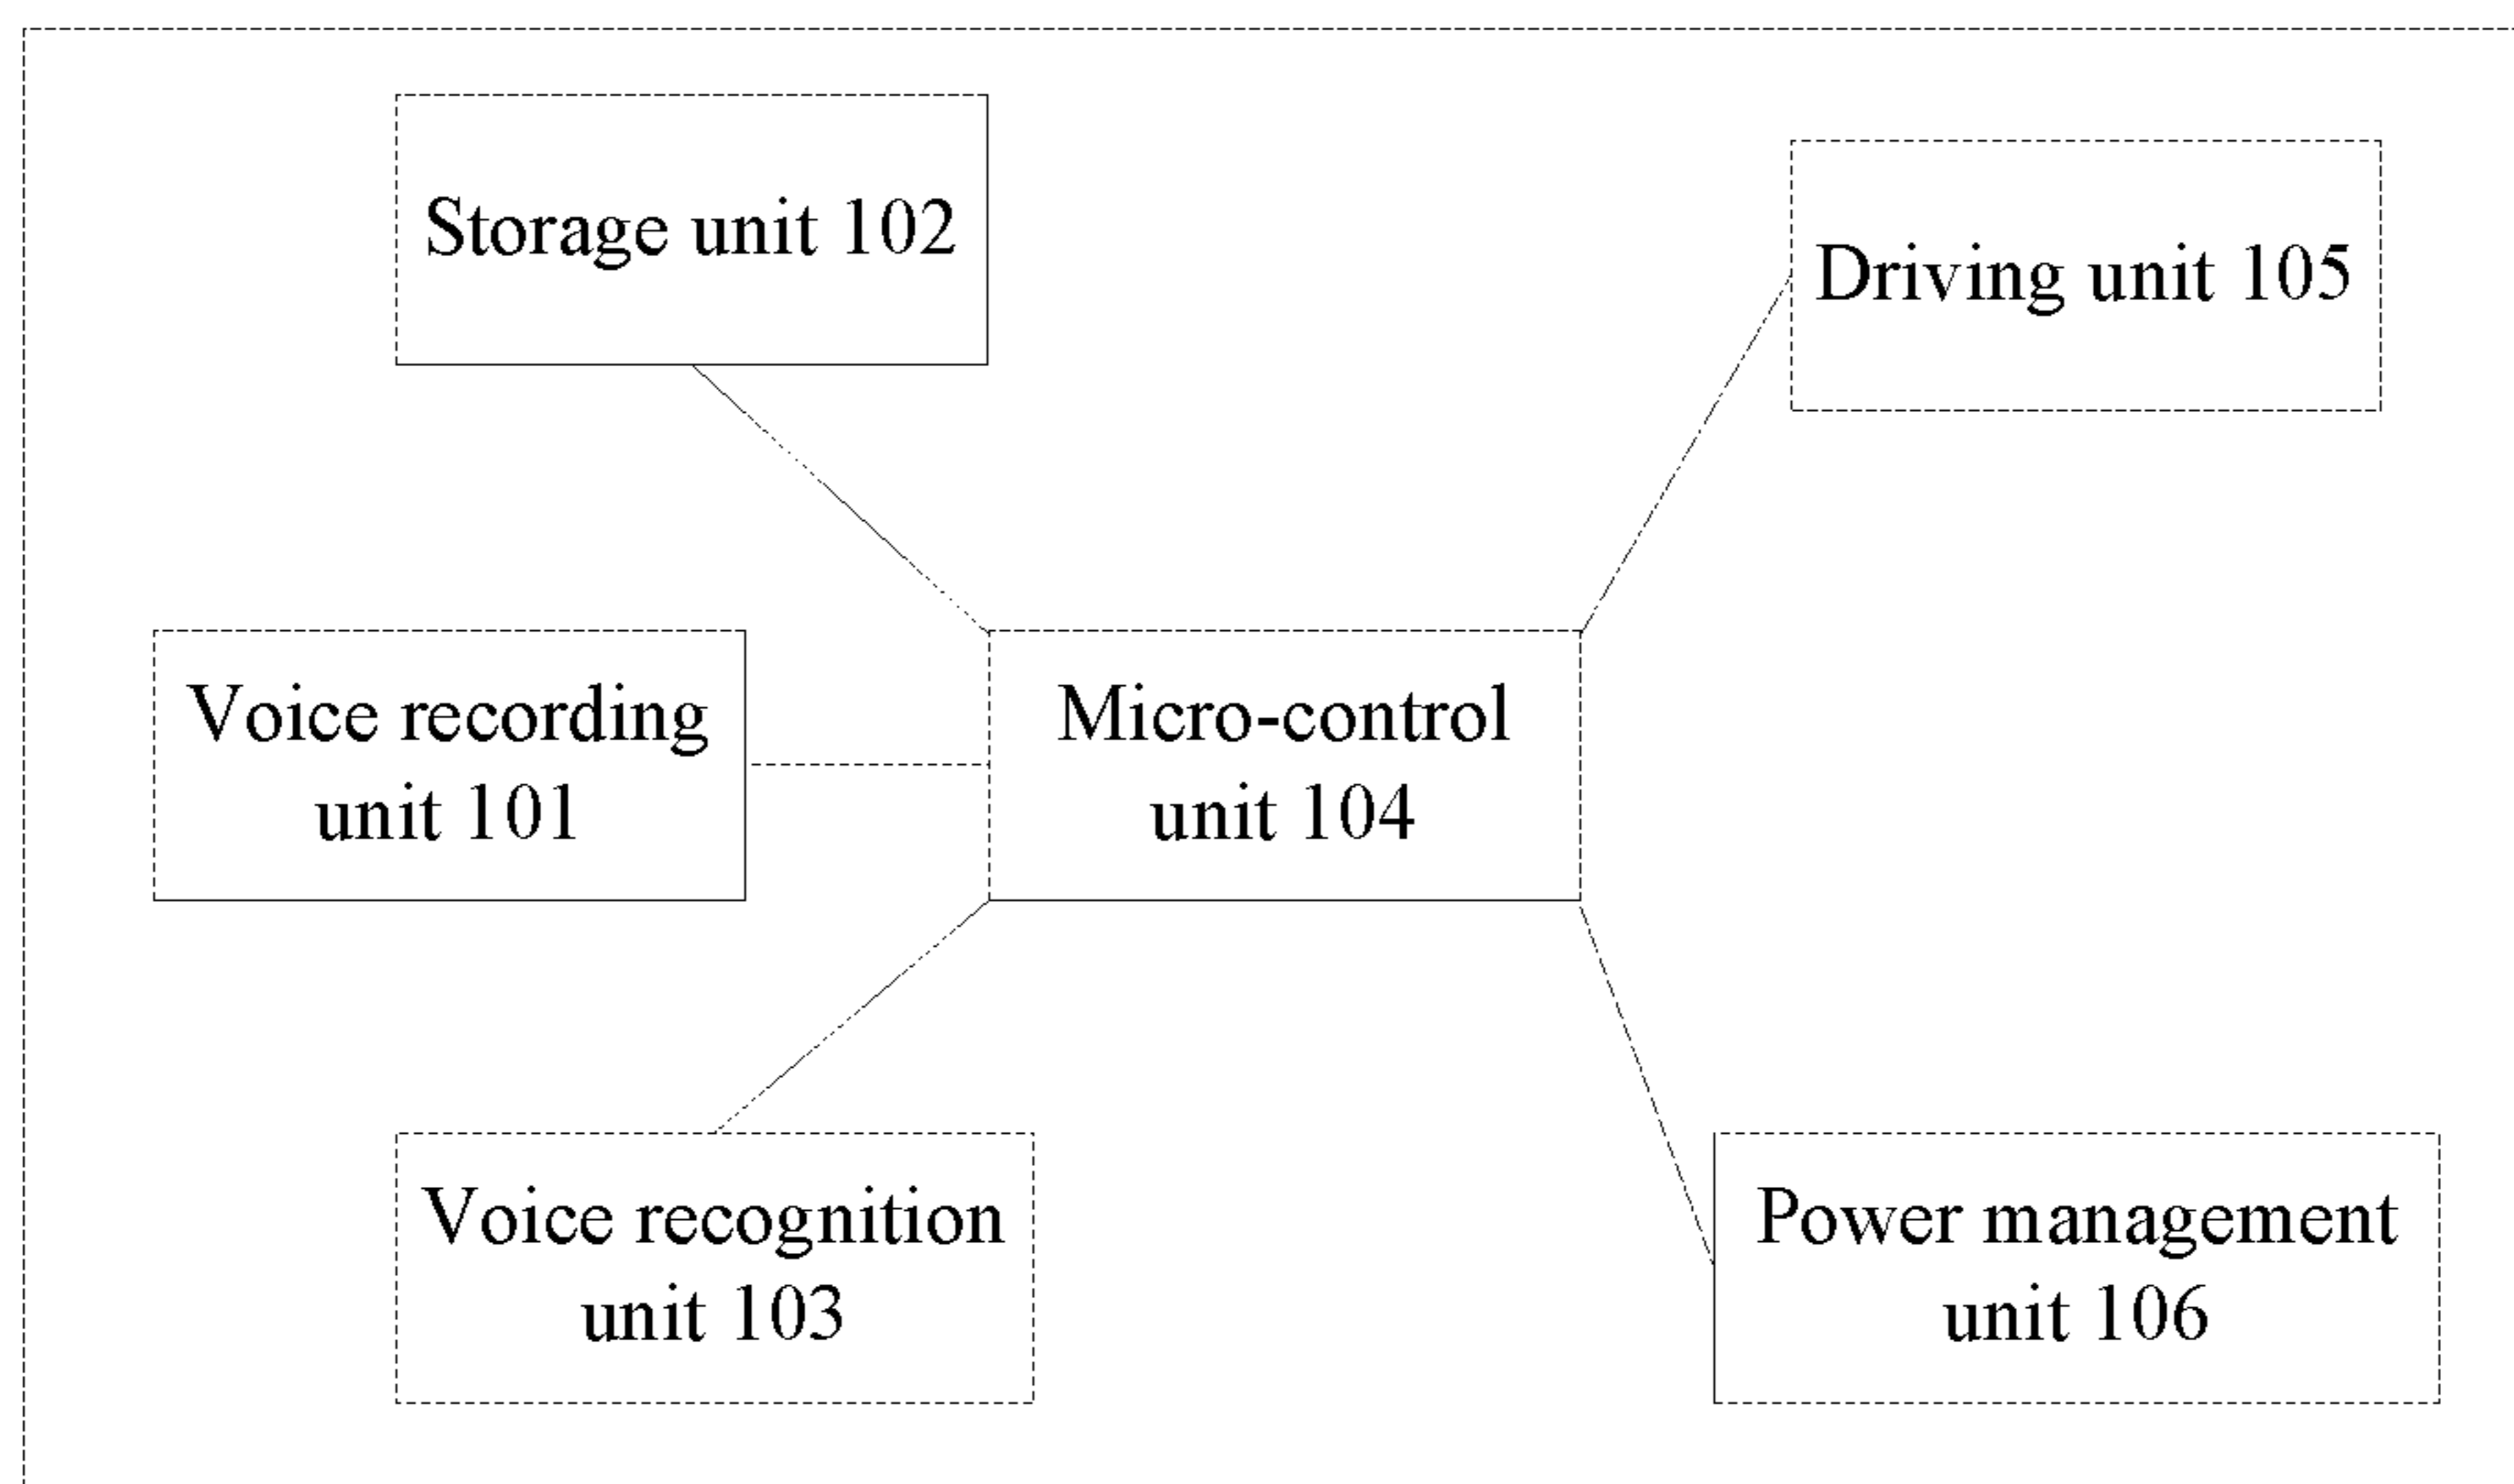 Storage unit 102
Driving unit 105
Voice recording
unit 101
Micro-control
unit 104
Voice recognition
unit 103
Power management
unit 106